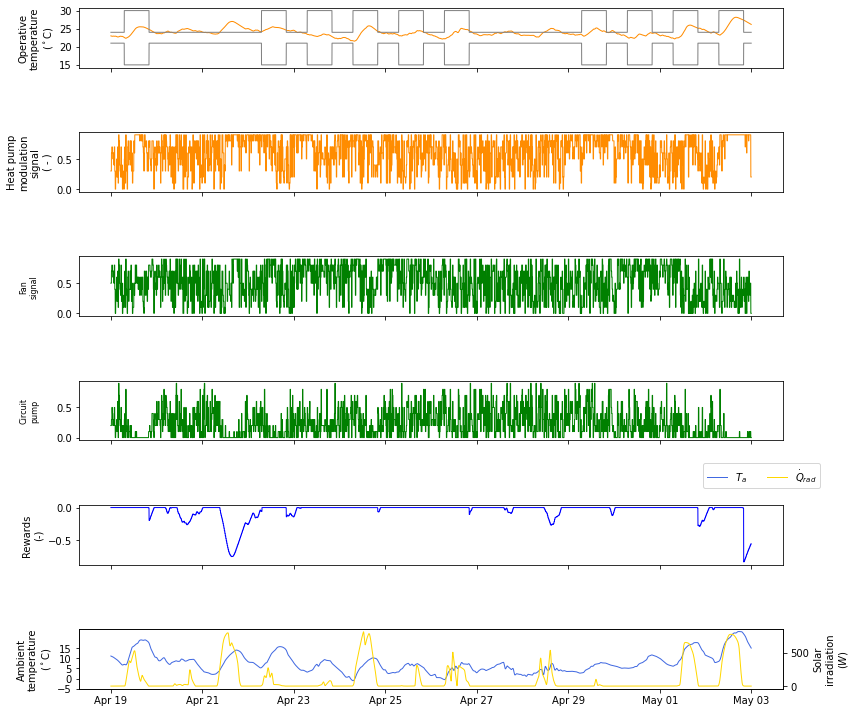 Operative
temperature
(°C)
30
25
20
15
Heat pump
modulation
signal
( - )
0.5
0.0
Fan
signal
0.5
0.0
Circuit
pump
0.5
0.0
T_a
Q̇_rad
Rewards
(-)
0.0
−0.5
Ambient
temperature
(°C)
15
10
5
0
−5
500
0
Solar
irradiation
(W)
Apr 19 Apr 21 Apr 23 Apr 25 Apr 27 Apr 29 May 01 May 03